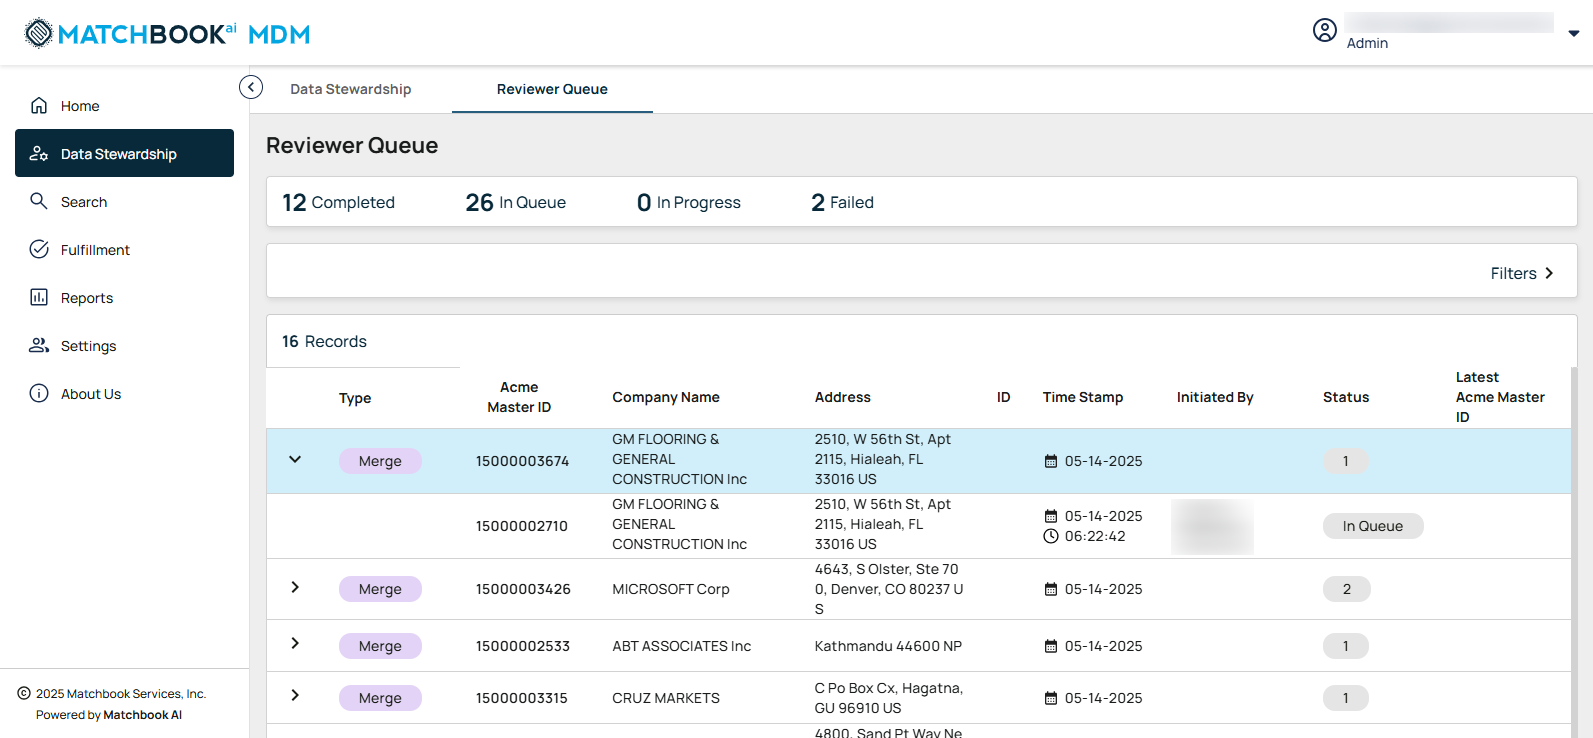 MATCHBOOKai MDM
Admin
Home
Data Stewardship
Search
Fulfillment
Reports
Settings
About Us
© 2025 Matchbook Services, Inc.
Powered by Matchbook AI
Data Stewardship
Reviewer Queue
Reviewer Queue
12 Completed
26 In Queue
0 In Progress
2 Failed
Filters
16 Records
Type
Acme
Master ID
Company Name
Address
ID
Time Stamp
Initiated By
Status
Latest
Acme Master
ID
Merge
15000003674
GM FLOORING &
GENERAL
CONSTRUCTION Inc
2510, W 56th St, Apt
2115, Hialeah, FL
33016 US
05-14-2025
1
15000002710
GM FLOORING &
GENERAL
CONSTRUCTION Inc
2510, W 56th St, Apt
2115, Hialeah, FL
33016 US
05-14-2025
06:22:42
In Queue
Merge
15000003426
MICROSOFT Corp
4643, S Olster, Ste 70
0, Denver, CO 80237 U
S
05-14-2025
2
Merge
15000002533
ABT ASSOCIATES Inc
Kathmandu 44600 NP
05-14-2025
1
Merge
15000003315
CRUZ MARKETS
C Po Box Cx, Hagatna,
GU 96910 US
05-14-2025
1
4800, Sand Pt Way Ne